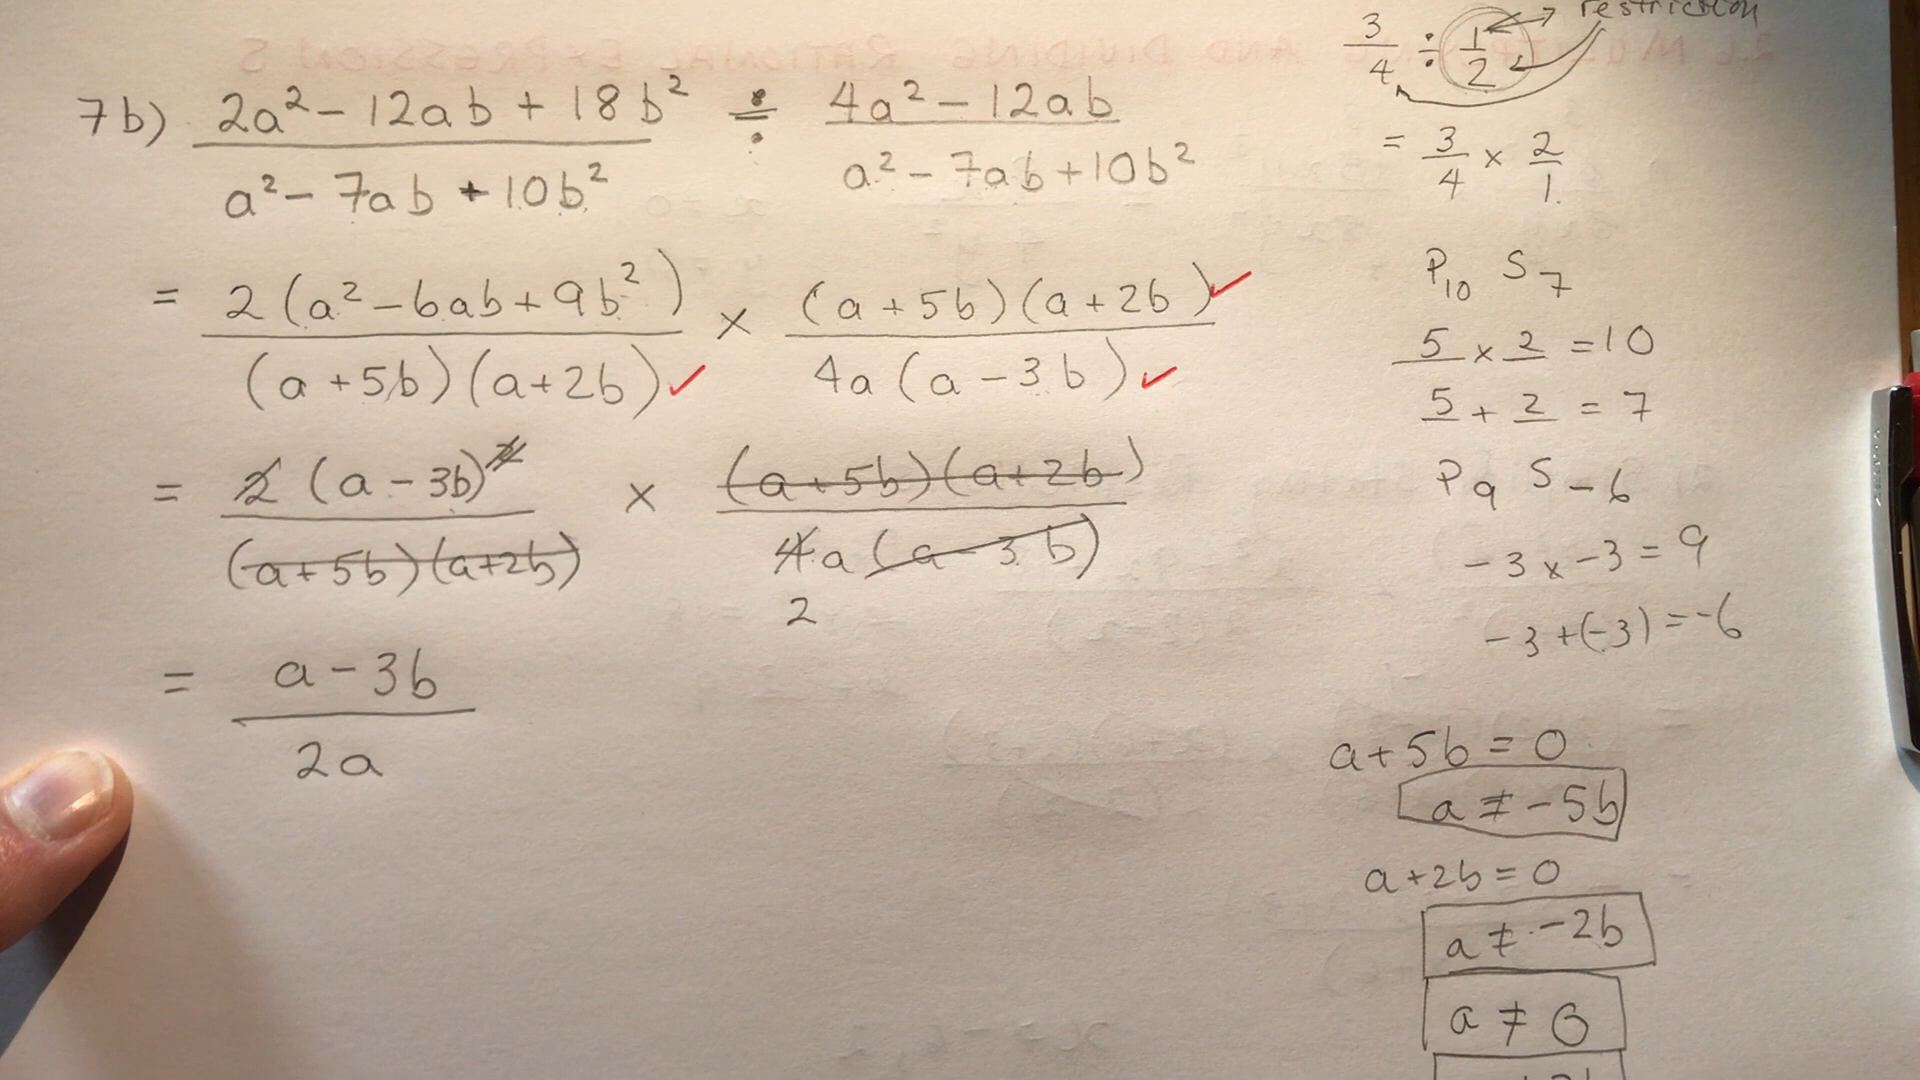 7b) 2a² - 12ab + 18b² ÷ 4a² - 12ab
a² - 7ab + 10b² a² - 7ab + 10b²
= 2(a² - 6ab + 9b²) × (a + 5b)(a + 2b) ✓
(a + 5b)(a + 2b) ✓ 4a(a - 3b) ✓
= 2(a - 3b)² × (a + 5b)(a + 2b)
(a + 5b)(a + 2b) 4a(a - 3b)
2
= a - 3b
2a
restriction
3 ÷ 1
4 2
= 3 × 2
4 1
P10 S7
5 × 2 = 10
5 + 2 = 7
P9 S-6
-3 × -3 = 9
-3 + (-3) = -6
a + 5b = 0
a ≠ -5b
a + 2b = 0
a ≠ -2b
a ≠ 0